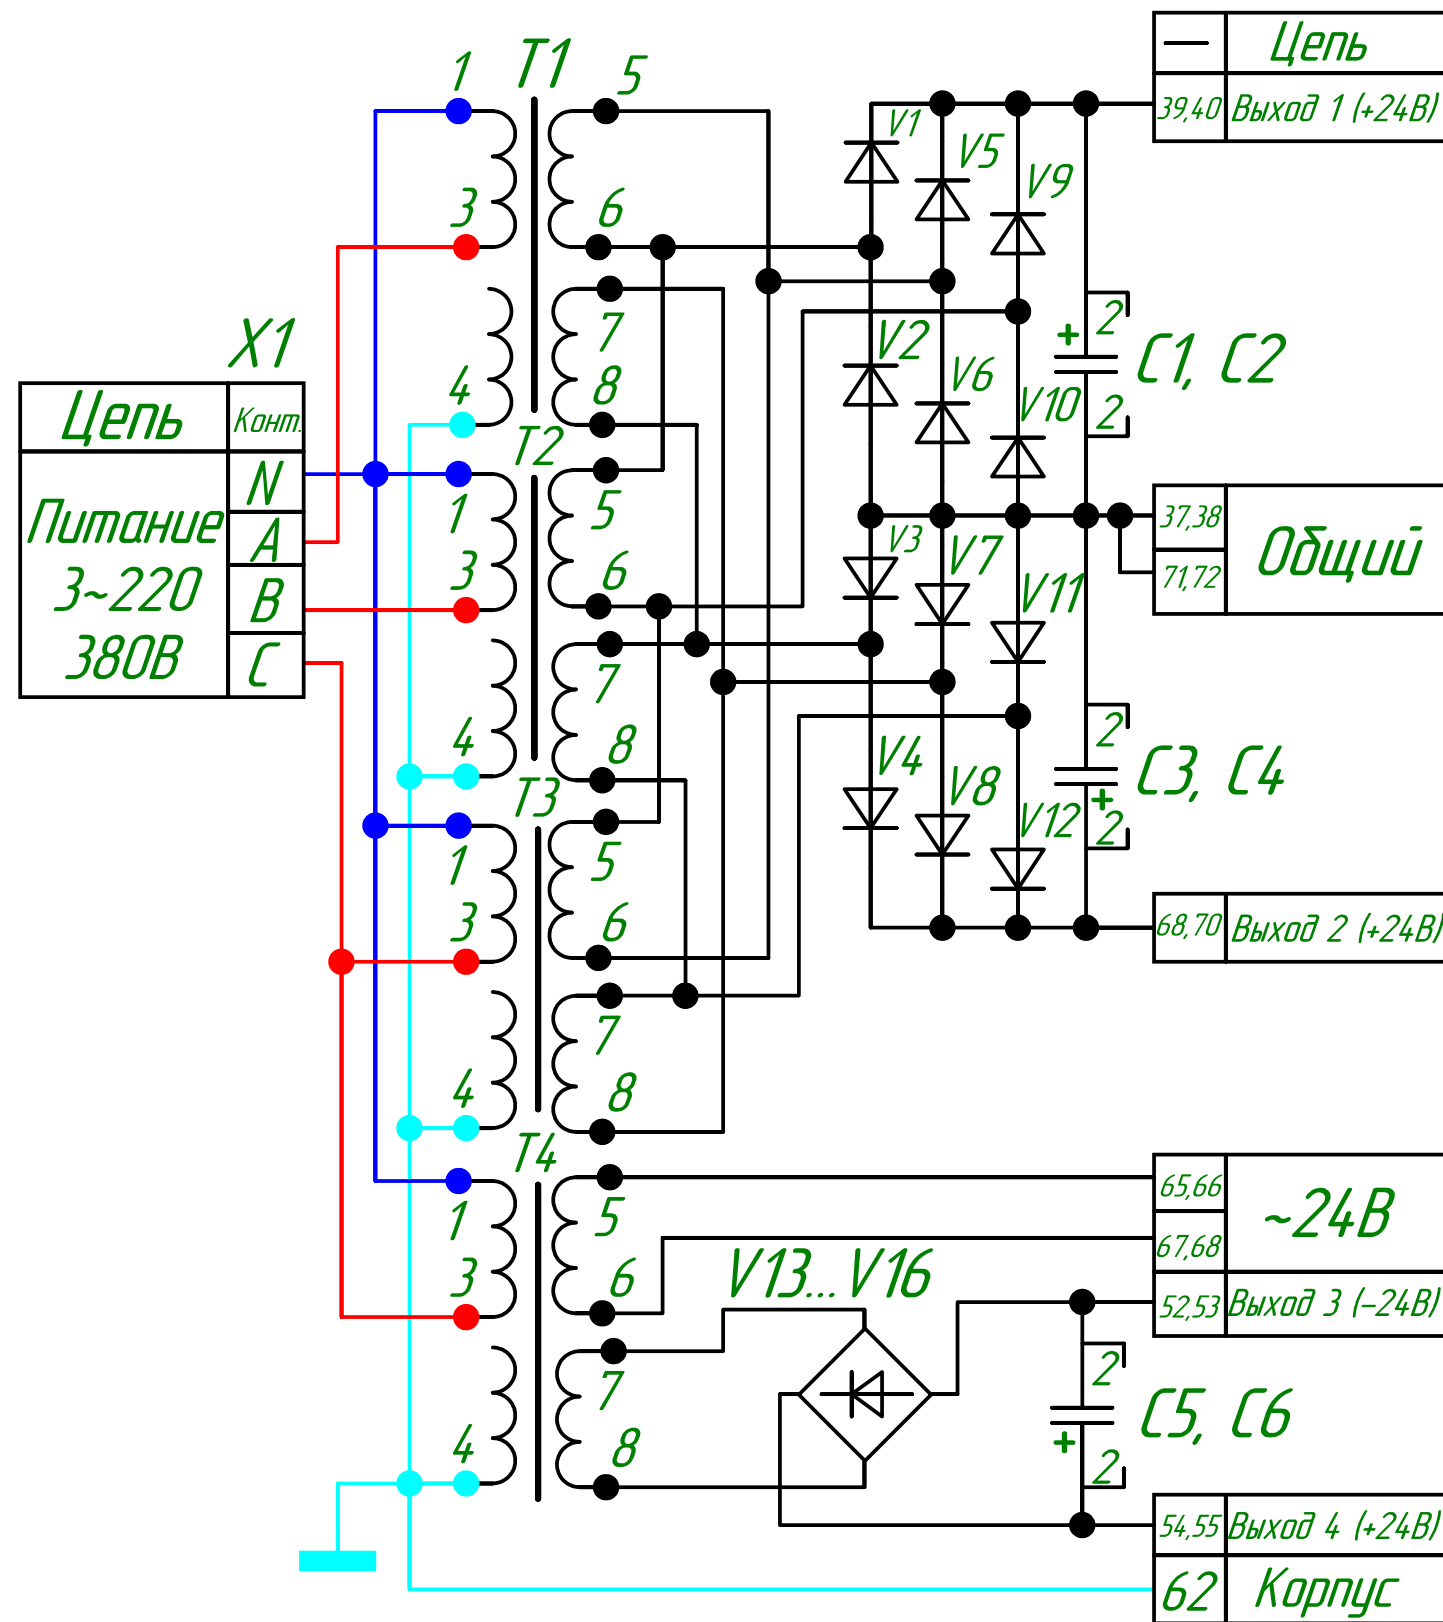 X1
Цепь Конт.
Питание
3~220
380В
N
A
B
C
T1
1
3
4
5
6
7
8
T2
1
3
4
5
6
7
8
T3
1
3
4
5
6
7
8
T4
1
3
4
5
6
7
8
V1
V5
V9
V2
V6
V10
V3
V7
V11
V4
V8
V12
V13... V16
+
2
2
C1, C2
2
+
2
C3, C4
2
+
2
C5, C6
— Цепь
39,40 Выход 1 (+24В)
37,38
71,72
Общий
68,70 Выход 2 (+24В)
65,66
67,68
~24В
52,53 Выход 3 (−24В)
54,55 Выход 4 (+24В)
62 Корпус